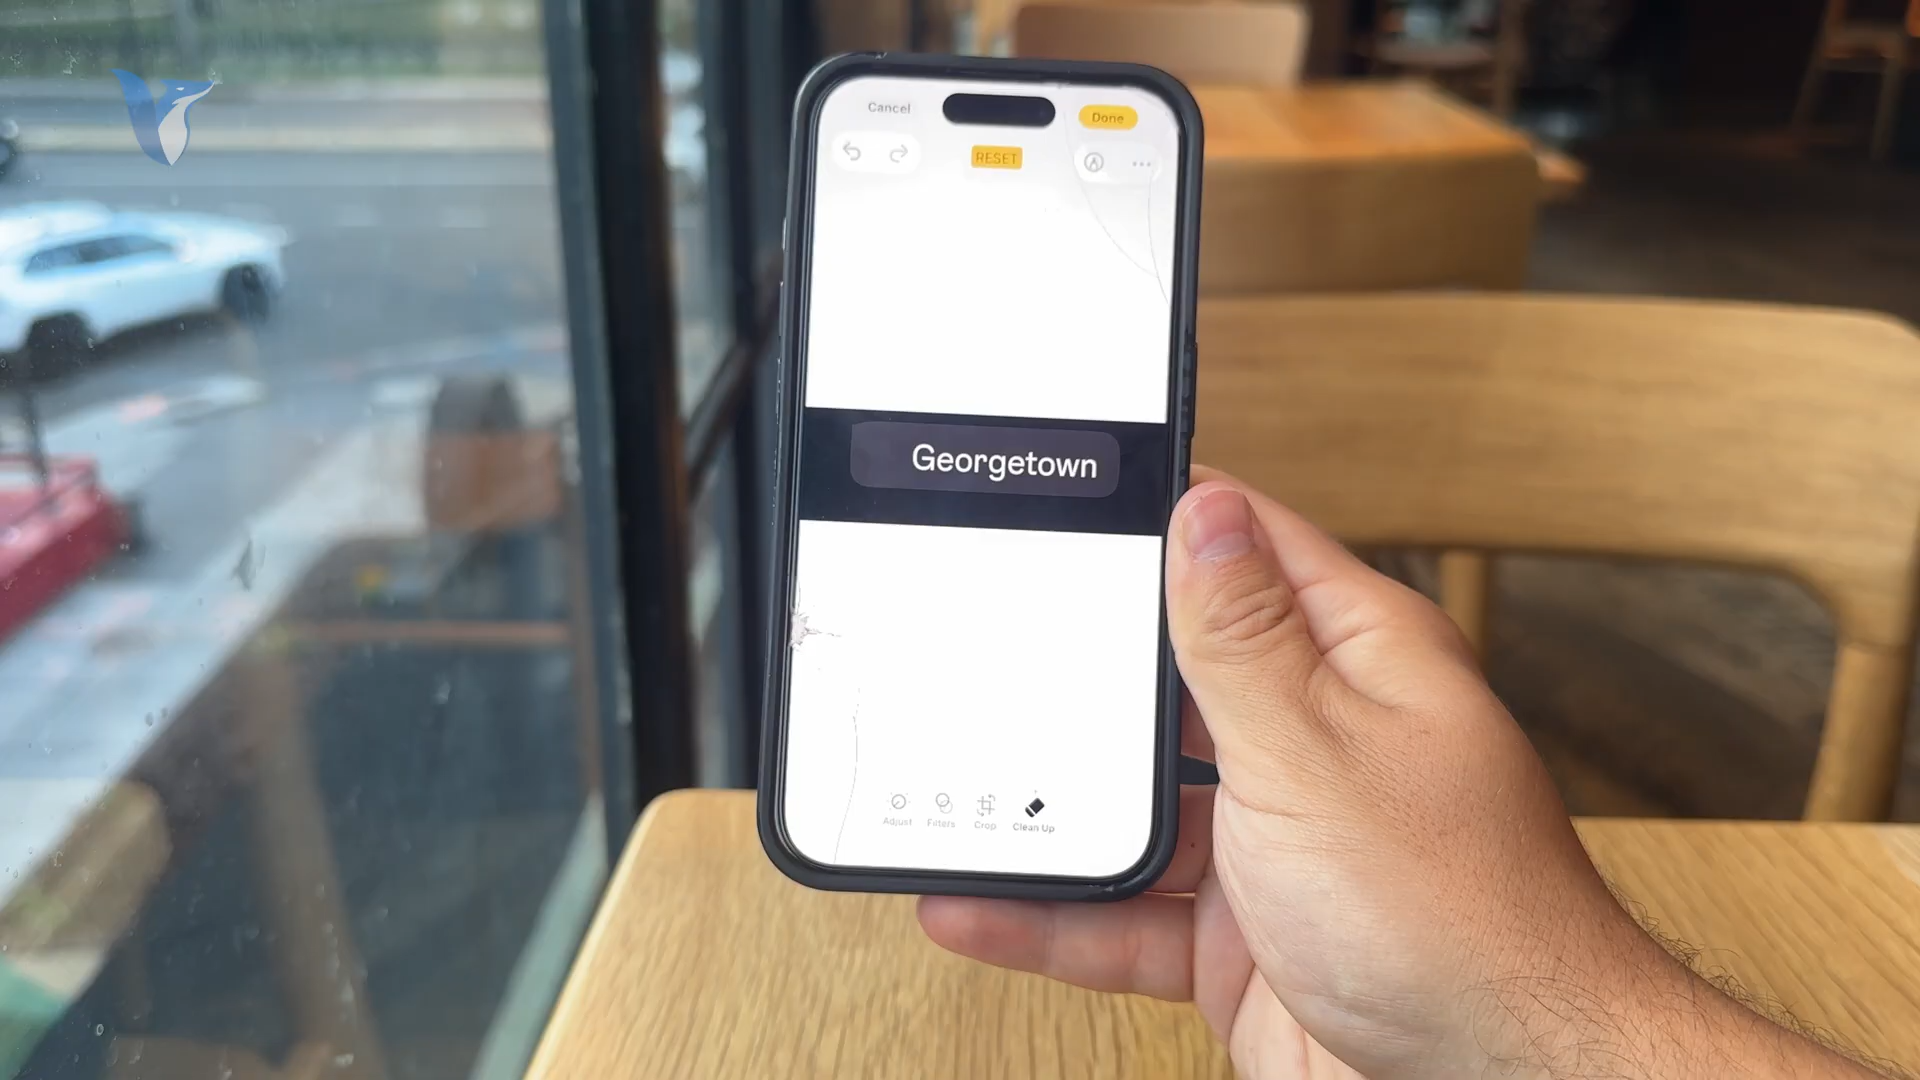 Cancel
Done
RESET
Georgetown
Adjust
Filters
Crop
Clean Up